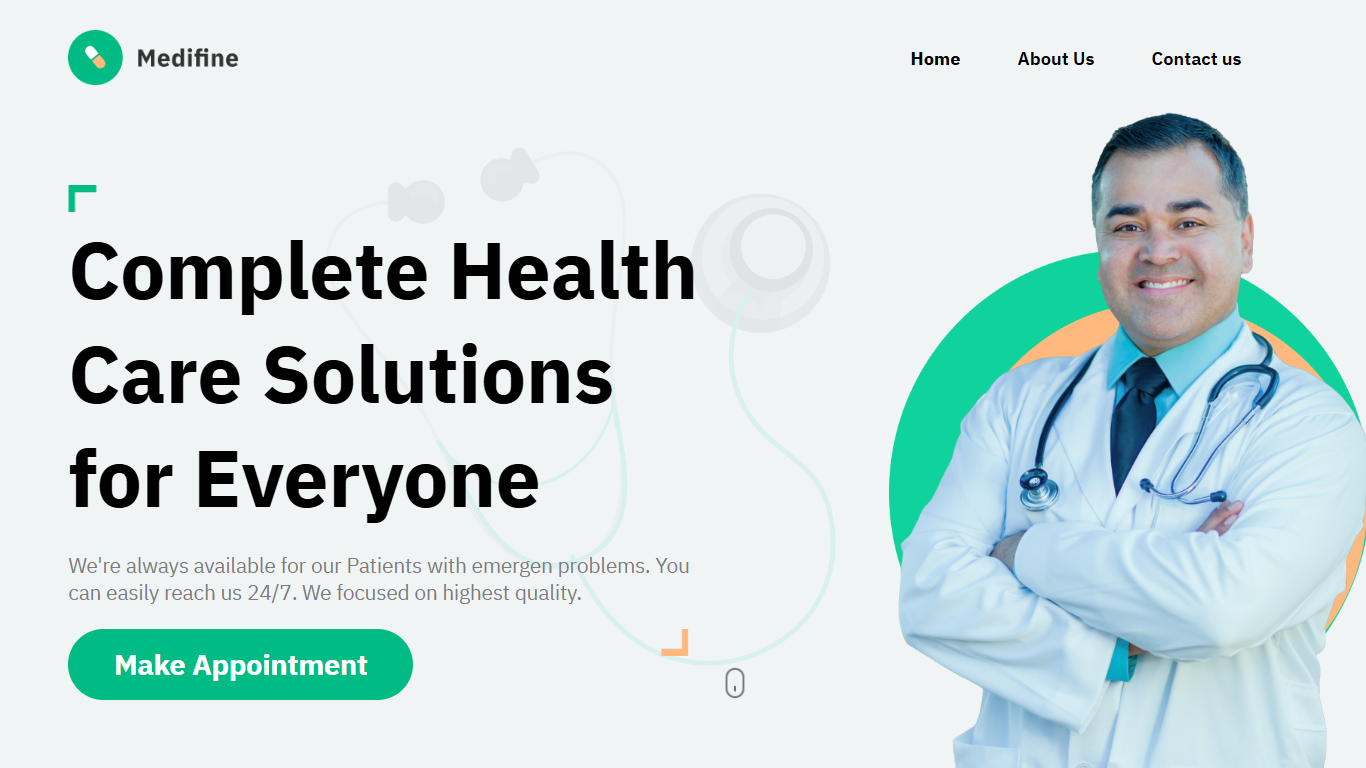 Medifine
Home
About Us
Contact us
Complete Health
Care Solutions
for Everyone
We're always available for our Patients with emergen problems. You
can easily reach us 24/7. We focused on highest quality.
Make Appointment